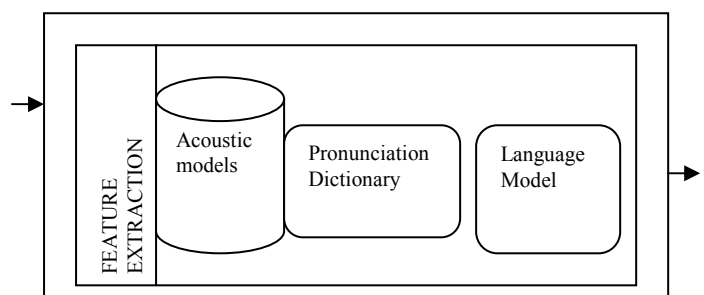 FEATURE
EXTRACTION
Acoustic
models
Pronunciation
Dictionary
Language
Model